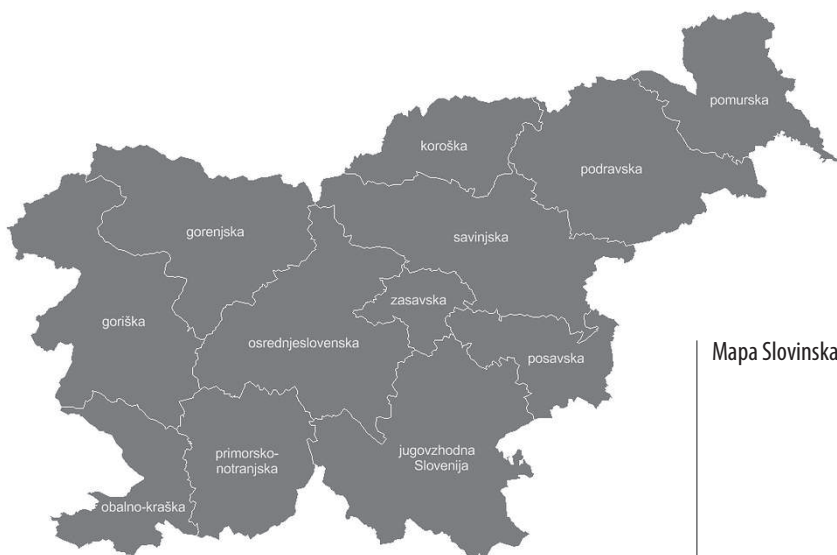 pomurska
koroška
podravska
gorenjska
savinjska
zasavska
goriška
osrednjeslovenska
posavska
Mapa Slovinska
primorsko-
notranjska
jugovzhodna
Slovenija
obalno-kraška